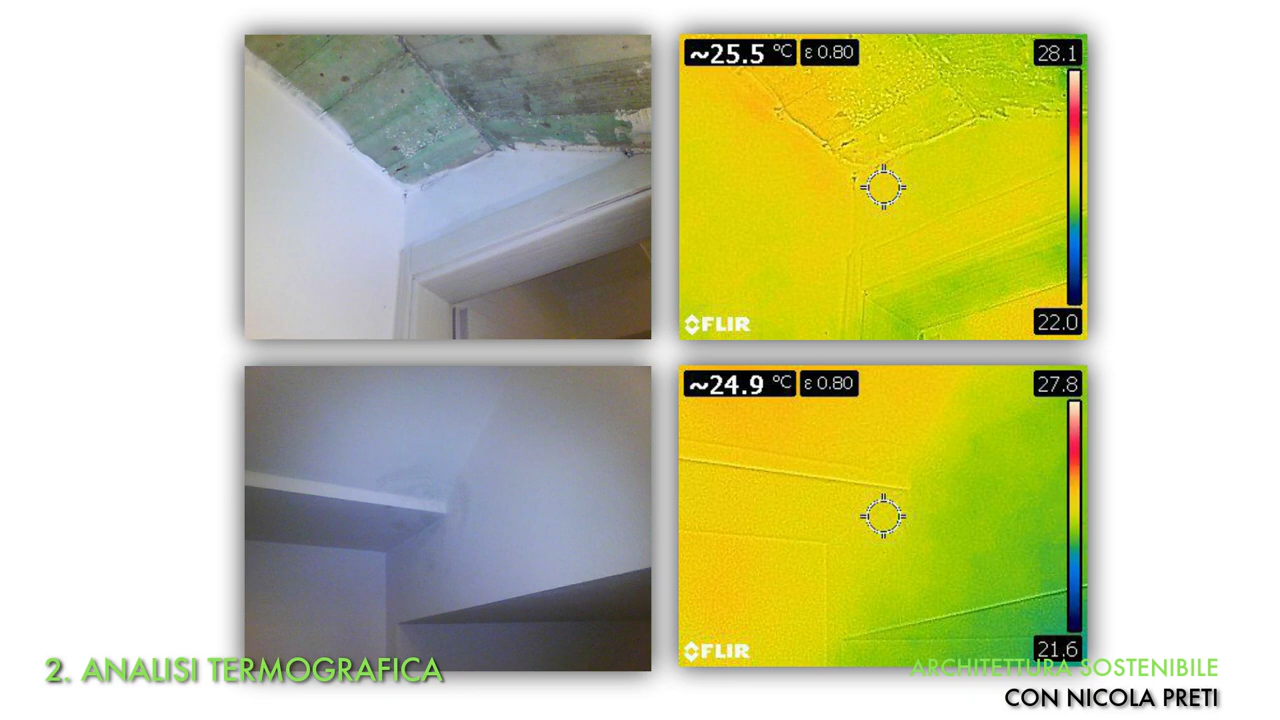 ~25.5 °C ε 0.80 28.1
FLIR 22.0
~24.9 °C ε 0.80 27.8
FLIR 21.6
2. ANALISI TERMOGRAFICA
ARCHITETTURA SOSTENIBILE
CON NICOLA PRETI